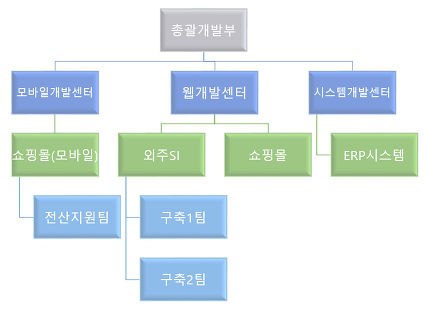 총괄개발부
모바일개발센터
웹개발센터
시스템개발센터
쇼핑몰(모바일)
외주SI
쇼핑몰
ERP시스템
전산지원팀
구축1팀
구축2팀